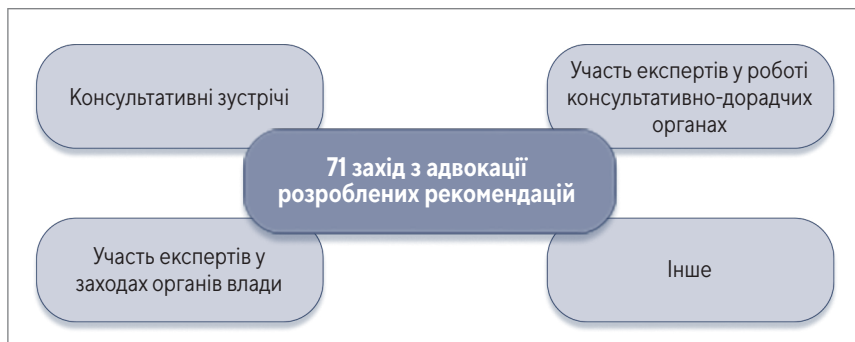 Консультативні зустрічі
Участь експертів у роботі
консультативно-дорадчих
органах
71 захід з адвокації
розроблених рекомендацій
Участь експертів у
заходах органів влади
Інше